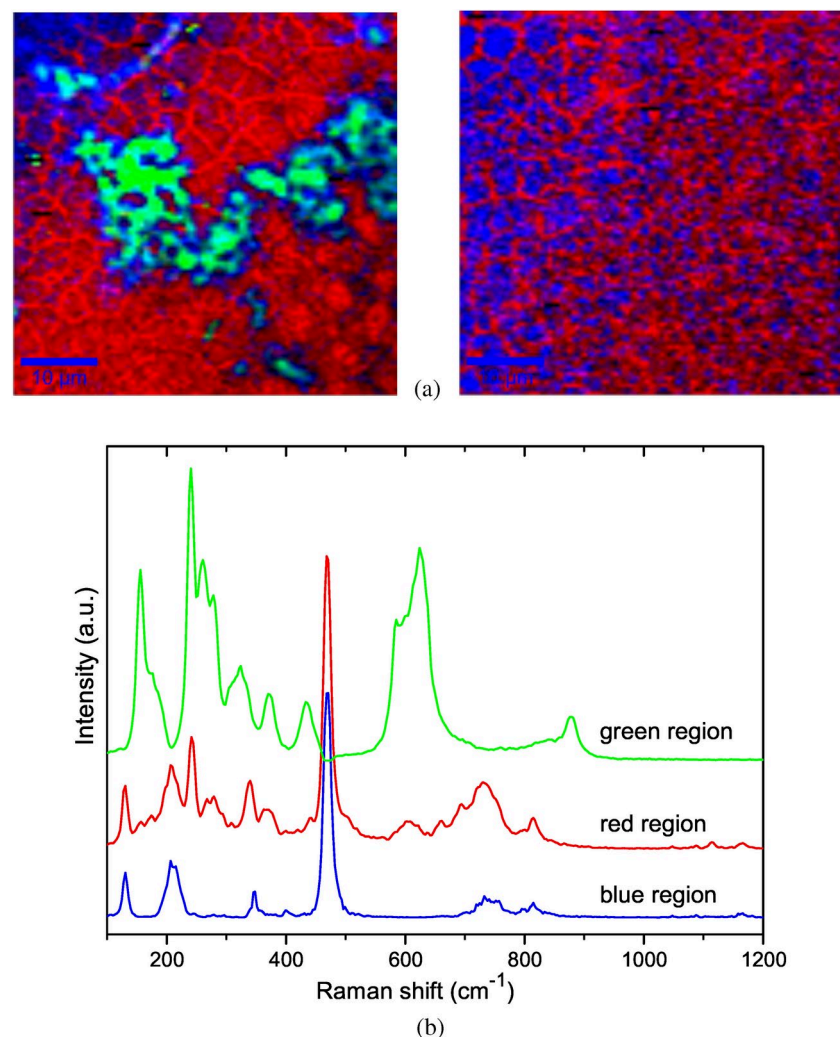 10 µm
(a)
Intensity (a.u.)
green region
red region
blue region
200 400 600 800 1000 1200
Raman shift (cm-1)
(b)